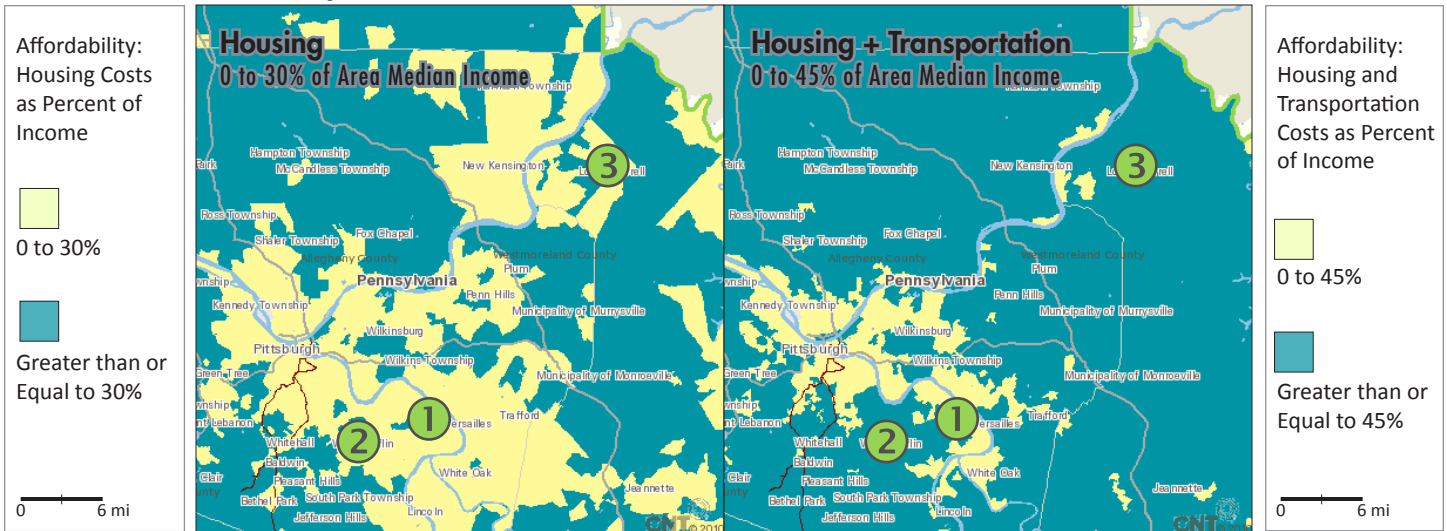 Affordability:
Housing Costs
as Percent of
Income
0 to 30%
Greater than or
Equal to 30%
0 6 mi
Housing
0 to 30% of Area Median Income
Township
Hampton Township
McCandless Township
New Kensington
Ross Township
Shaler Township
Fox Chapel
Allegheny County
Westmoreland County
Plum
Pennsylvania
Penn Hills
Kennedy Township
Municipality of Murrysville
Wilkinsburg
Pittsburgh
Wilkins Township
Green Tree
Municipality of Monroeville
3
1
2
Trafford
Whitehall
Baldwin
White Oak
Clair
Pleasant Hills
Jeannette
Bethel Park
South Park Township
Jefferson Hills
Lincoln
CNT © 2010
Housing + Transportation
0 to 45% of Area Median Income
Township
Hampton Township
McCandless Township
New Kensington
Ross Township
Shaler Township
Fox Chapel
Allegheny County
Westmoreland County
Plum
Pennsylvania
Penn Hills
Kennedy Township
Municipality of Murrysville
Wilkinsburg
Pittsburgh
Wilkins Township
Green Tree
Municipality of Monroeville
3
1
2
Trafford
Whitehall
Baldwin
White Oak
Clair
Pleasant Hills
Jeannette
Bethel Park
South Park Township
Jefferson Hills
Lincoln
CNT
Affordability:
Housing and
Transportation
Costs as Percent
of Income
0 to 45%
Greater than or
Equal to 45%
0 6 mi